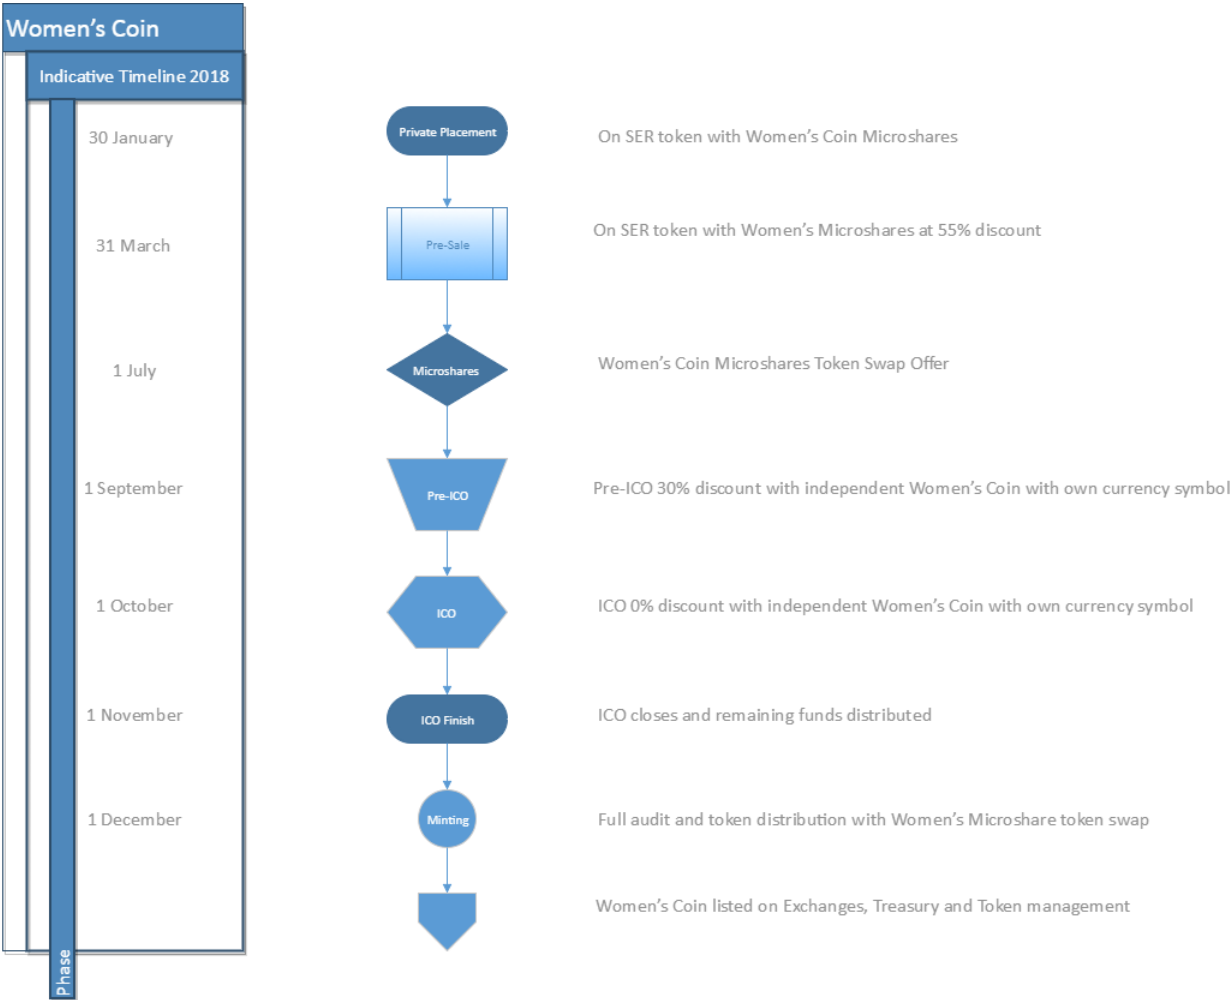 Women’s Coin
Indicative Timeline 2018
30 January
Private Placement
On SER token with Women’s Coin Microshares
31 March
Pre-Sale
On SER token with Women’s Microshares at 55% discount
1 July
Microshares
Women’s Coin Microshares Token Swap Offer
1 September
Pre-ICO
Pre-ICO 30% discount with independent Women’s Coin with own currency symbol
1 October
ICO
ICO 0% discount with independent Women’s Coin with own currency symbol
1 November
ICO Finish
ICO closes and remaining funds distributed
1 December
Minting
Full audit and token distribution with Women’s Microshare token swap
Women’s Coin listed on Exchanges, Treasury and Token management
Phase